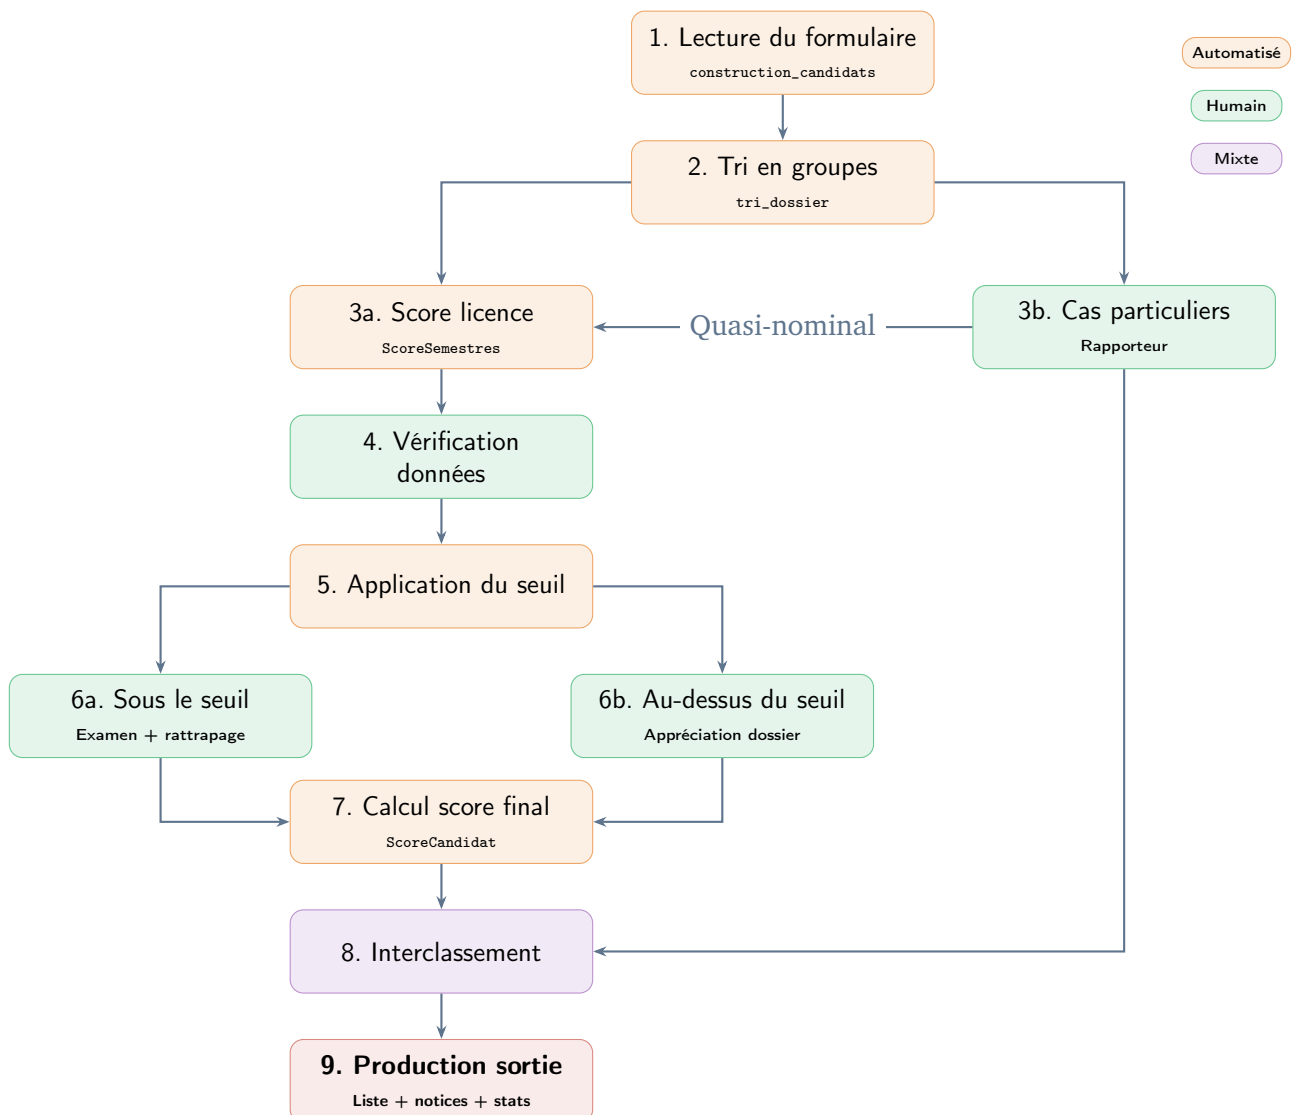 1. Lecture du formulaire
construction_candidats
Automatisé
Humain
Mixte
2. Tri en groupes
tri_dossier
3a. Score licence
ScoreSemestres
Quasi-nominal
3b. Cas particuliers
Rapporteur
4. Vérification
données
5. Application du seuil
6a. Sous le seuil
Examen + rattrapage
6b. Au-dessus du seuil
Appréciation dossier
7. Calcul score final
ScoreCandidat
8. Interclassement
9. Production sortie
Liste + notices + stats